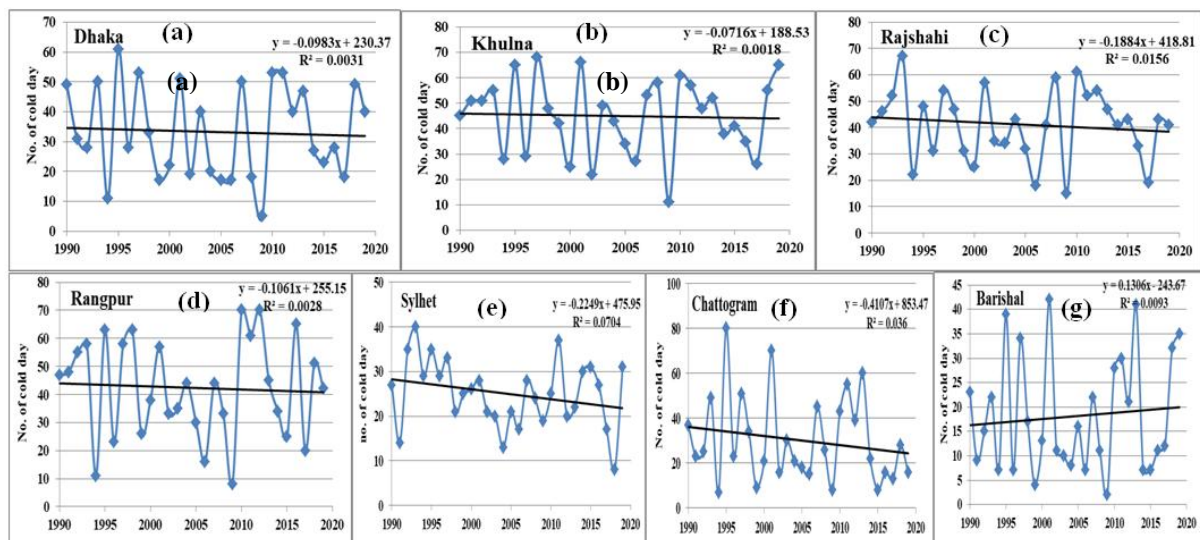 Dhaka
(a)
y = -0.0983x + 230.37
R² = 0.0031
(a)
No. of cold day
70
60
50
40
30
20
10
0
1990 1995 2000 2005 2010 2015 2020
Khulna
(b)
y = -0.0716x + 188.53
R² = 0.0018
(b)
No. of cold day
80
70
60
50
40
30
20
10
0
1990 1995 2000 2005 2010 2015 2020
Rajshahi
(c)
y = -0.1884x + 418.81
R² = 0.0156
No. of cold day
80
70
60
50
40
30
20
10
0
1990 1995 2000 2005 2010 2015 2020
Rangpur
(d)
y = -0.1061x + 255.15
R² = 0.0028
No. of cold day
80
70
60
50
40
30
20
10
0
1990 1995 2000 2005 2010 2015 2020
Sylhet
(e)
y = -0.2249x + 475.95
R² = 0.0704
no. of cold day
50
40
30
20
10
0
1990 1995 2000 2005 2010 2015 2020
Chattogram
(f)
y = -0.4107x + 853.47
R² = 0.036
No. of cold day
100
80
60
40
20
0
1990 1995 2000 2005 2010 2015 2020
Barishal
(g)
y = 0.1306x - 243.67
R² = 0.0093
No. of cold day
45
40
35
30
25
20
15
10
5
0
1990 1995 2000 2005 2010 2015 2020